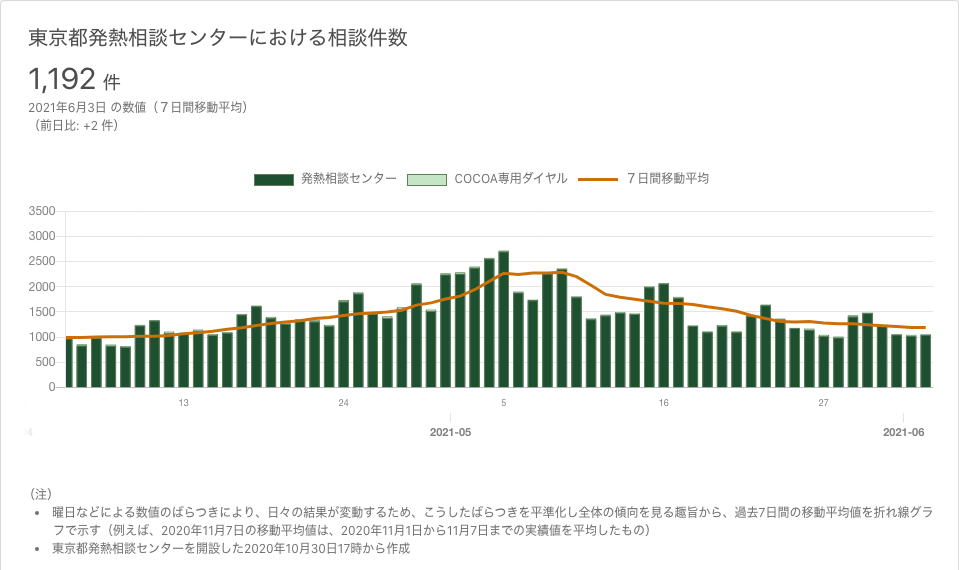 東京都発熱相談センターにおける相談件数
1,192 件
2021年6月3日 の数値（７日間移動平均）
（前日比: +2 件）
発熱相談センター COCOA専用ダイヤル ７日間移動平均
3500
3000
2500
2000
1500
1000
500
0
13 24 5 16 27
2021-05 2021-06
（注）
• 曜日などによる数値のばらつきにより、日々の結果が変動するため、こうしたばらつきを平準化し全体の傾向を見る趣旨から、過去7日間の移動平均値を折れ線グラ
フで示す（例えば、2020年11月7日の移動平均値は、2020年11月1日から11月7日までの実績値を平均したもの）
• 東京都発熱相談センターを開設した2020年10月30日17時から作成